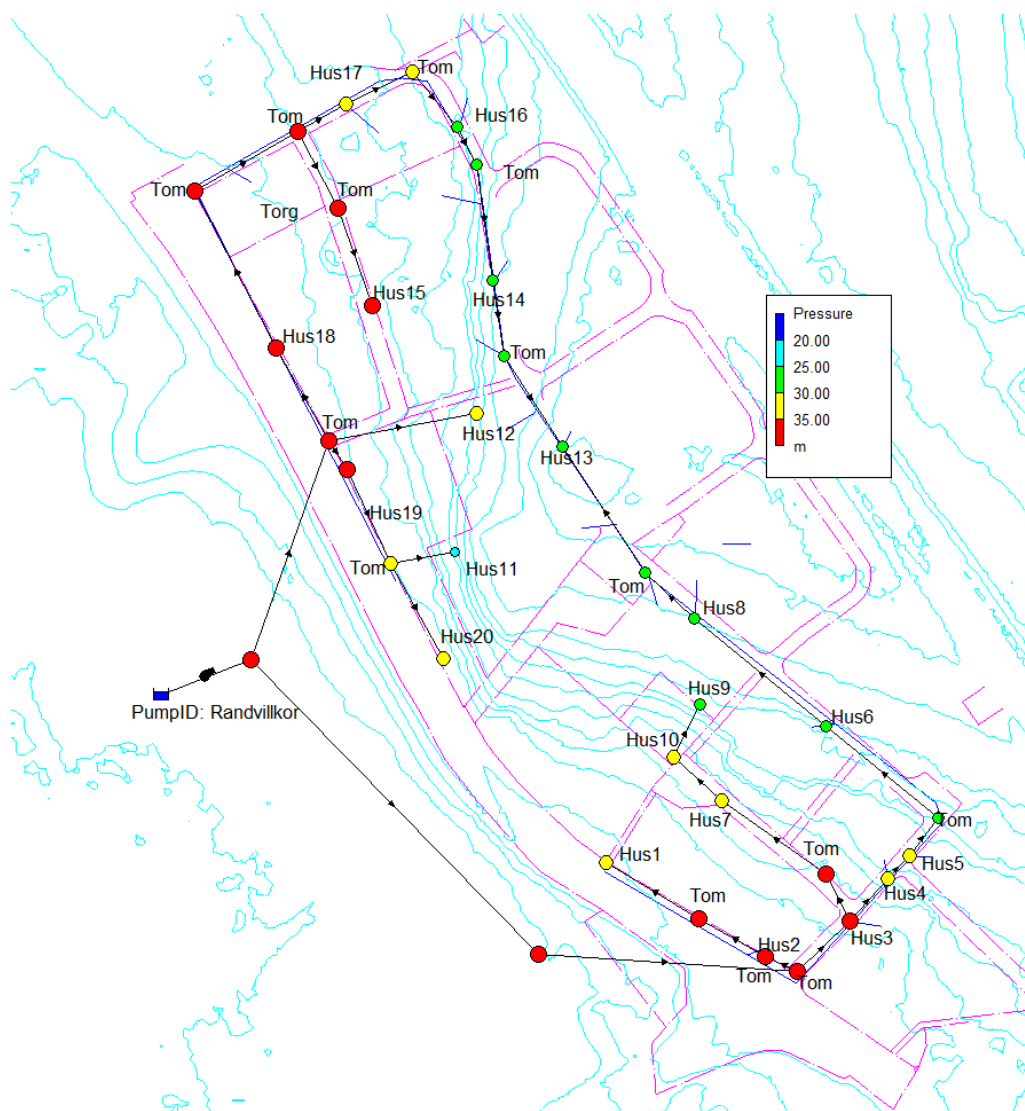 Hus17
Tom
Tom
Hus16
Tom
Tom
Tom
Torg
Hus15
Hus14
Pressure
20.00
25.00
30.00
35.00
m
Hus18
Tom
Tom
Hus12
Hus13
Hus19
Tom
Hus11
Tom
Hus8
Hus20
Hus9
PumpID: Randvillkor
Hus6
Hus10
Hus7
Tom
Hus5
Hus1
Tom
Hus4
Tom
Hus3
Hus2
Tom
Tom